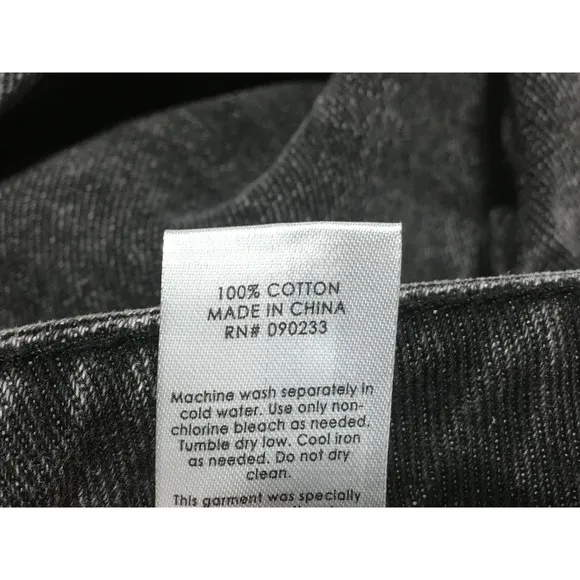 100% COTTON
MADE IN CHINA
RN# 090233
Machine wash separately in
cold water. Use only non-
chlorine bleach as needed.
Tumble dry low. Cool iron
as needed. Do not dry
clean.
This garment was specially